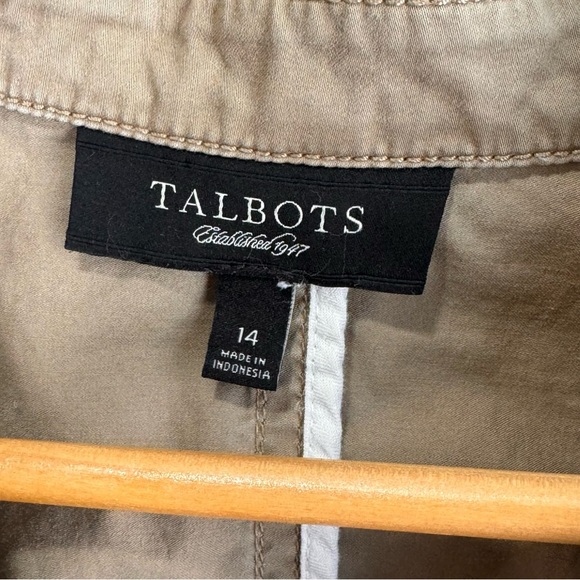 TALBOTS
Established 1947
14
MADE IN
INDONESIA